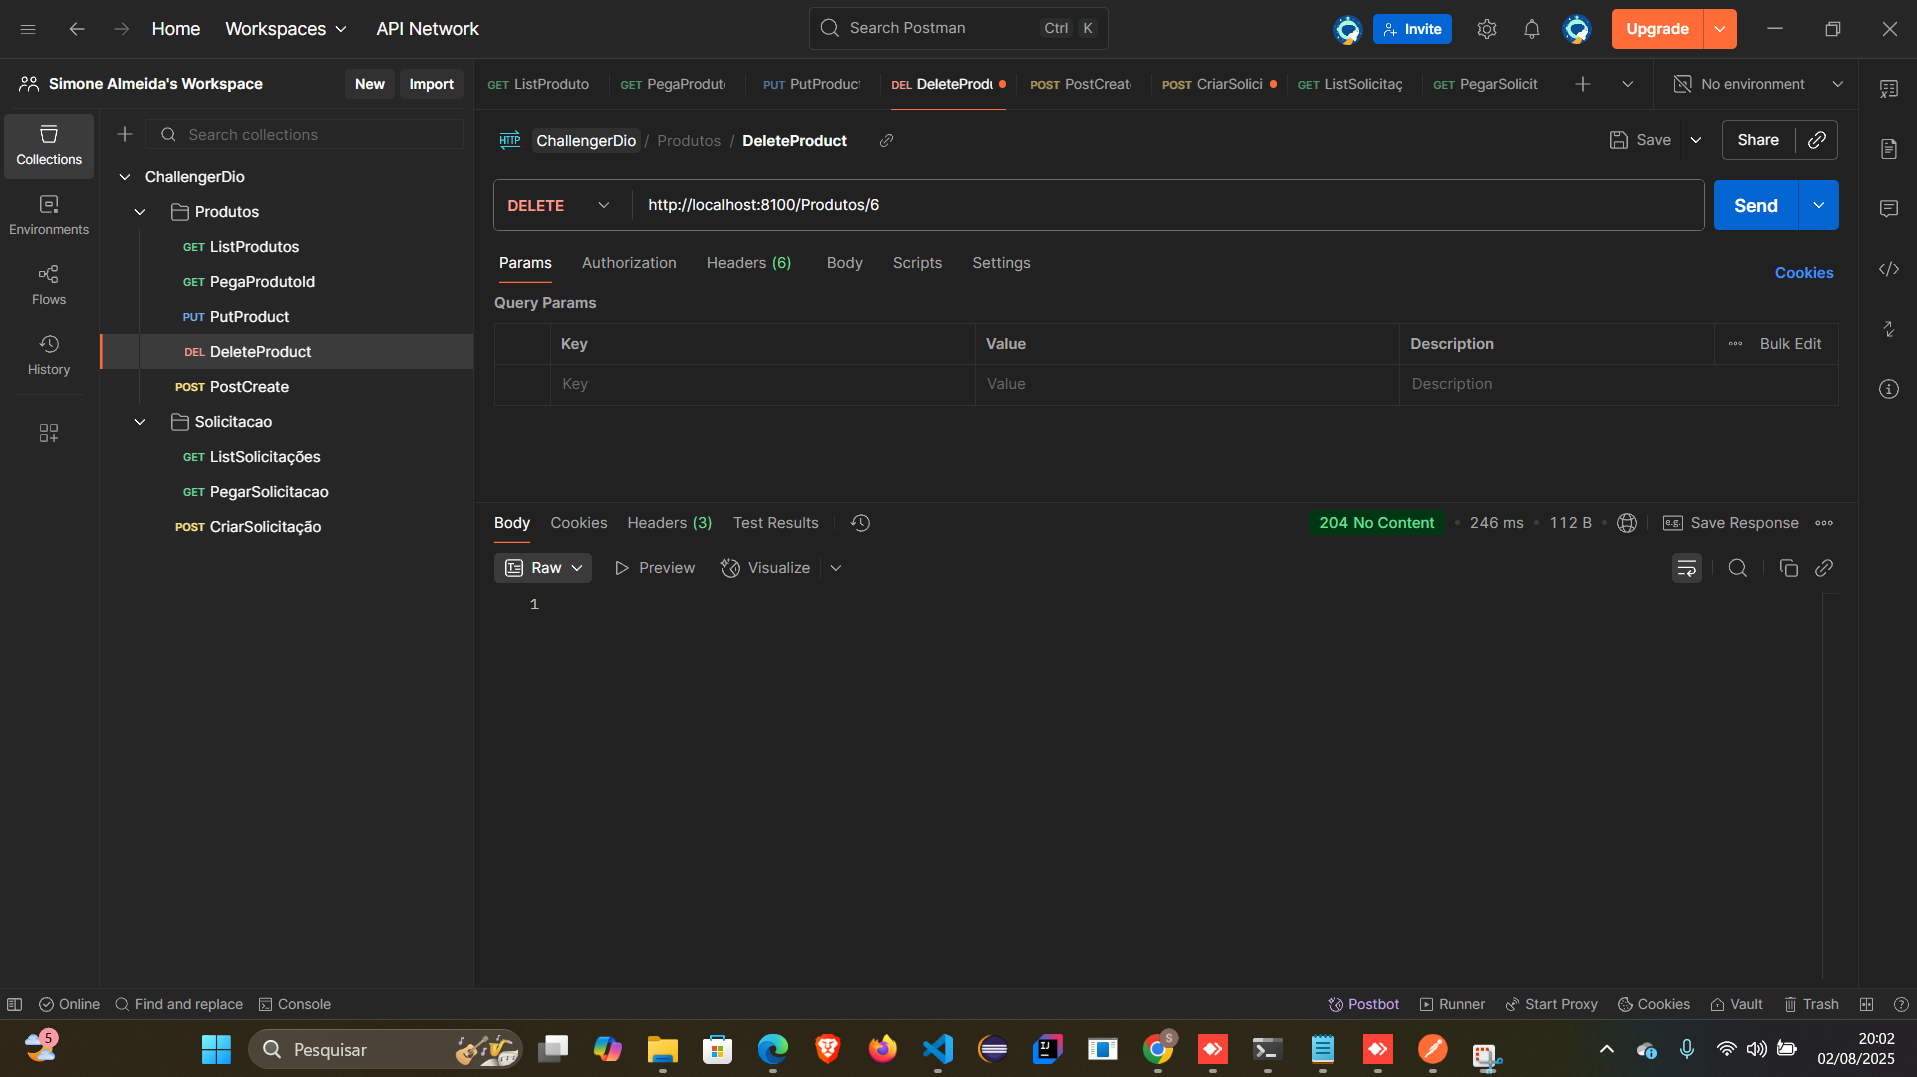 Home Workspaces API Network
Search Postman Ctrl K
Invite Upgrade
Simone Almeida's Workspace New Import
GET ListProduto GET PegaProdut PUT PutProduc DEL DeleteProdu POST PostCreat POST CriarSolici GET ListSolicitaç GET PegarSolicit
No environment
Collections
Environments
Flows
History
Search collections
ChallengerDio
Produtos
GET ListProdutos
GET PegaProdutoId
PUT PutProduct
DEL DeleteProduct
POST PostCreate
Solicitacao
GET ListSolicitações
GET PegarSolicitacao
POST CriarSolicitação
HTTP ChallengerDio / Produtos / DeleteProduct
Save Share
DELETE http://localhost:8100/Produtos/6 Send
Params Authorization Headers (6) Body Scripts Settings
Cookies
Query Params
Key Value Description Bulk Edit
Key Value Description
Body Cookies Headers (3) Test Results
204 No Content 246 ms 112 B e.g. Save Response
Raw Preview Visualize
1
Online Find and replace Console
Postbot Runner Start Proxy Cookies Vault Trash
5
Pesquisar
S
20:02
02/08/2025